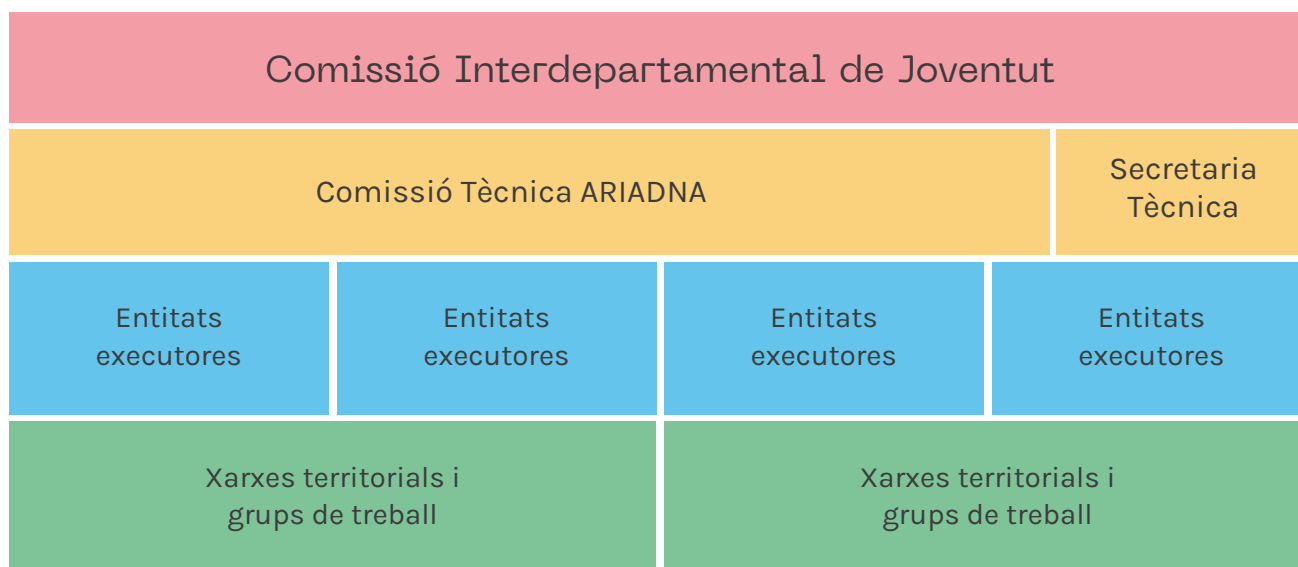 Comissió Interdepartamental de Joventut
Comissió Tècnica ARIADNA
Secretaria
Tècnica
Entitats
executores
Entitats
executores
Entitats
executores
Entitats
executores
Xarxes territorials i
grups de treball
Xarxes territorials i
grups de treball